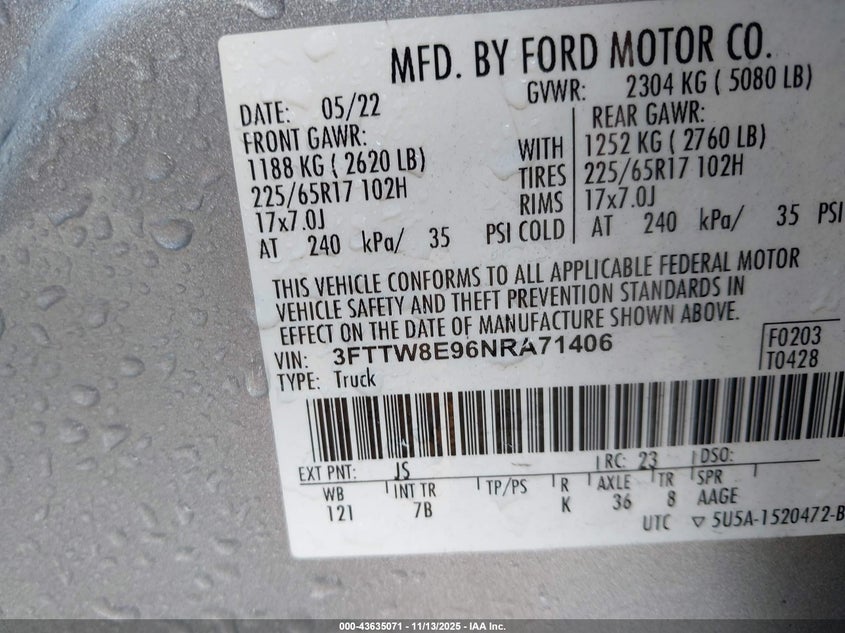 MFD. BY FORD MOTOR CO.
DATE: 05/22 GVWR: 2304 KG ( 5080 LB)
FRONT GAWR: REAR GAWR:
1188 KG ( 2620 LB) WITH 1252 KG ( 2760 LB)
225/65R17 102H TIRES 225/65R17 102H
17x7.0J RIMS 17x7.0J
AT 240 kPa/ 35 PSI COLD AT 240 kPa/ 35 PSI
THIS VEHICLE CONFORMS TO ALL APPLICABLE FEDERAL MOTOR
VEHICLE SAFETY AND THEFT PREVENTION STANDARDS IN
EFFECT ON THE DATE OF MANUFACTURE SHOWN ABOVE.
VIN: 3FTTW8E96NRA71406 F0203
TYPE: Truck T0428
EXT PNT: JS RC: 23 DSO:
WB INT TR TP/PS R AXLE TR SPR
121 7B K 36 8 AAGE
UTC ▽ 5U5A-1520472-B
000-43635071 - 11/13/2025 - IAA Inc.